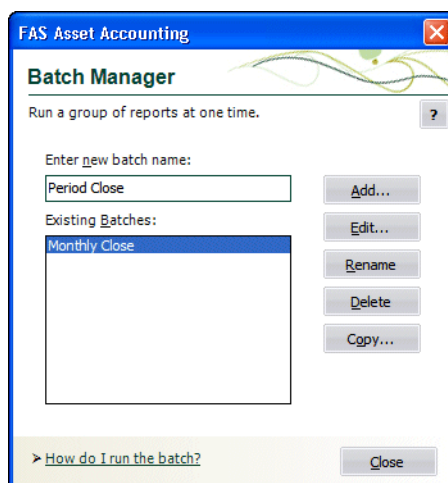 FAS Asset Accounting
Batch Manager
Run a group of reports at one time.
?
Enter new batch name:
Period Close
Add...
Existing Batches:
Edit...
Monthly Close
Rename
Delete
Copy...
➤ How do I run the batch?
Close